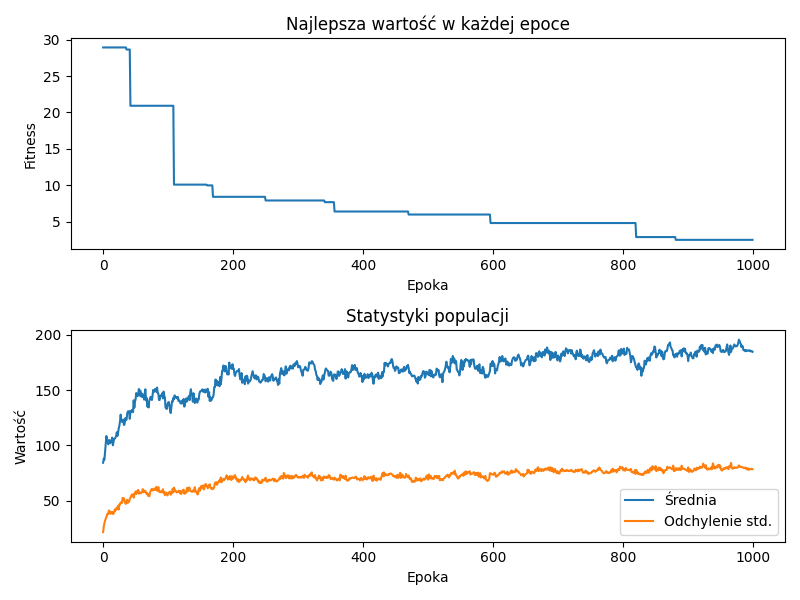 Najlepsza wartość w każdej epoce
30
25
20
15
10
5
Fitness
0 200 400 600 800 1000
Epoka
Statystyki populacji
200
150
100
50
Wartość
Średnia
Odchylenie std.
0 200 400 600 800 1000
Epoka